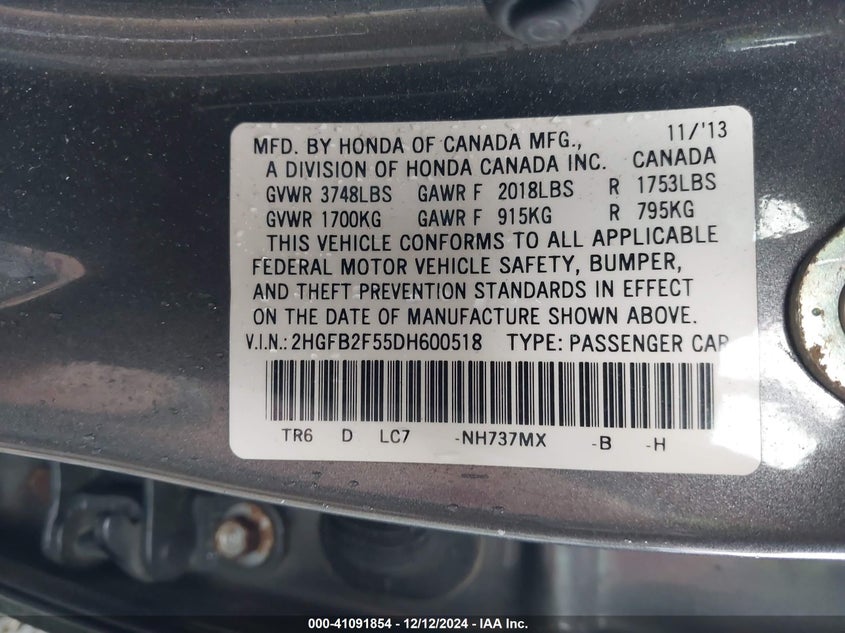 MFD. BY HONDA OF CANADA MFG., 11/'13
A DIVISION OF HONDA CANADA INC. CANADA
GVWR 3748LBS GAWR F 2018LBS R 1753LBS
GVWR 1700KG GAWR F 915KG R 795KG
THIS VEHICLE CONFORMS TO ALL APPLICABLE
FEDERAL MOTOR VEHICLE SAFETY, BUMPER,
AND THEFT PREVENTION STANDARDS IN EFFECT
ON THE DATE OF MANUFACTURE SHOWN ABOVE.
V.I.N.: 2HGFB2F55DH600518 TYPE: PASSENGER CAR
TR6 D LC7 -NH737MX -B -H
000-41091854 - 12/12/2024 - IAA Inc.